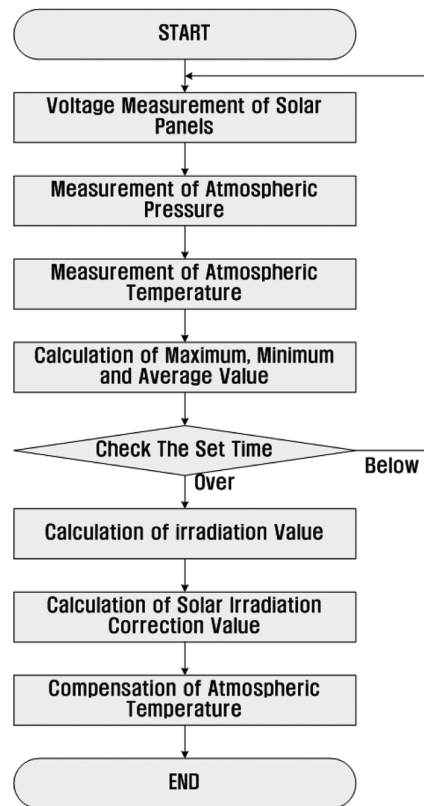 START
Voltage Measurement of Solar
Panels
Measurement of Atmospheric
Pressure
Measurement of Atmospheric
Temperature
Calculation of Maximum, Minimum
and Average Value
Check The Set Time
Below
Over
Calculation of irradiation Value
Calculation of Solar Irradiation
Correction Value
Compensation of Atmospheric
Temperature
END